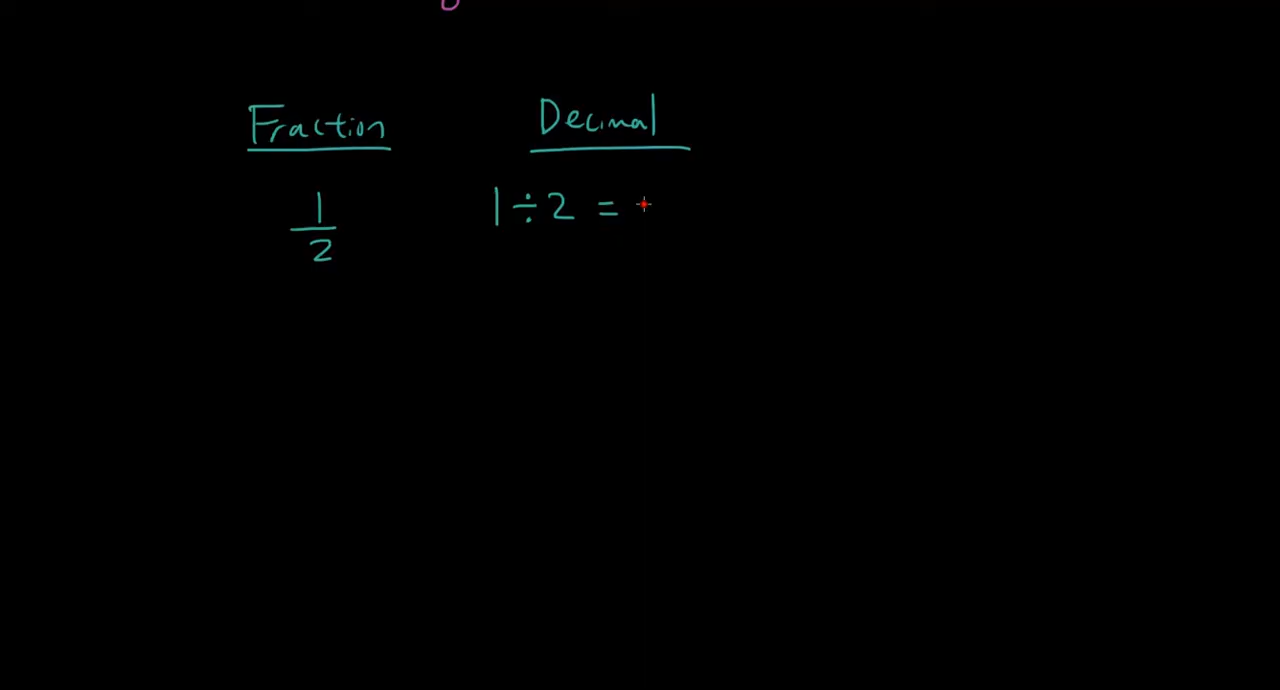 Fraction Decimal
1/2 1÷2 =